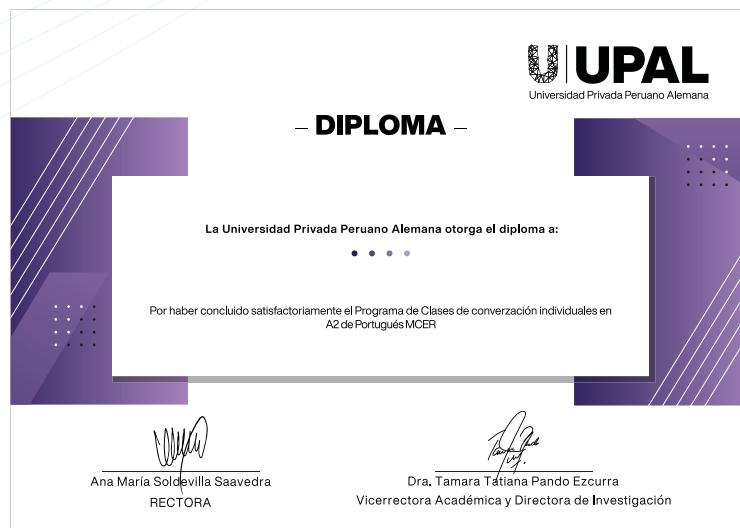 UPAL
Universidad Privada Peruano Alemana
– DIPLOMA –
La Universidad Privada Peruano Alemana otorga el diploma a:
Por haber concluido satisfactoriamente el Programa de Clases de converzación individuales en
A2 de Portugués MCER
Ana María Soldevilla Saavedra
RECTORA
Dra. Tamara Tatiana Pando Ezcurra
Vicerrectora Académica y Directora de Investigación